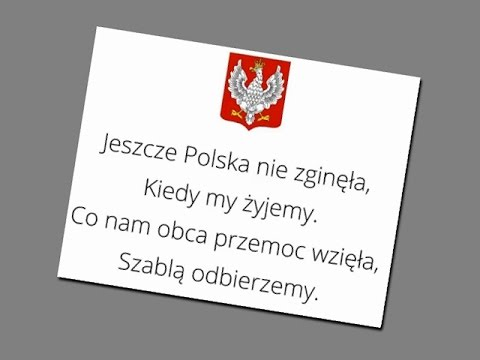 Jeszcze Polska nie zginęła,
Kiedy my żyjemy.
Co nam obca przemoc wzięła,
Szablą odbierzemy.